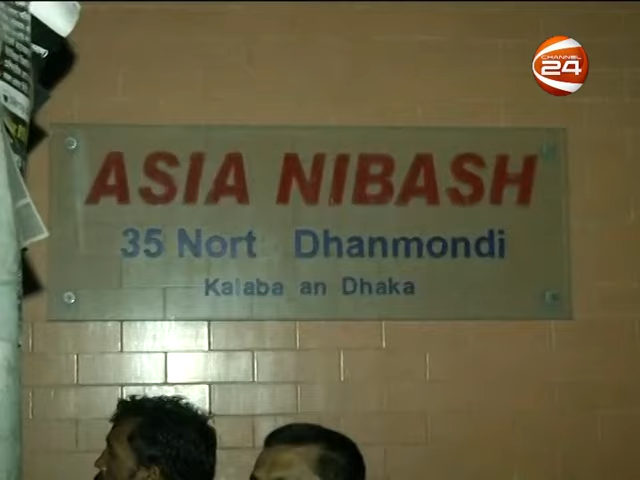 CHANNEL
24
ASIA NIBASH
35 Nort Dhanmondi
Kalaba an Dhaka